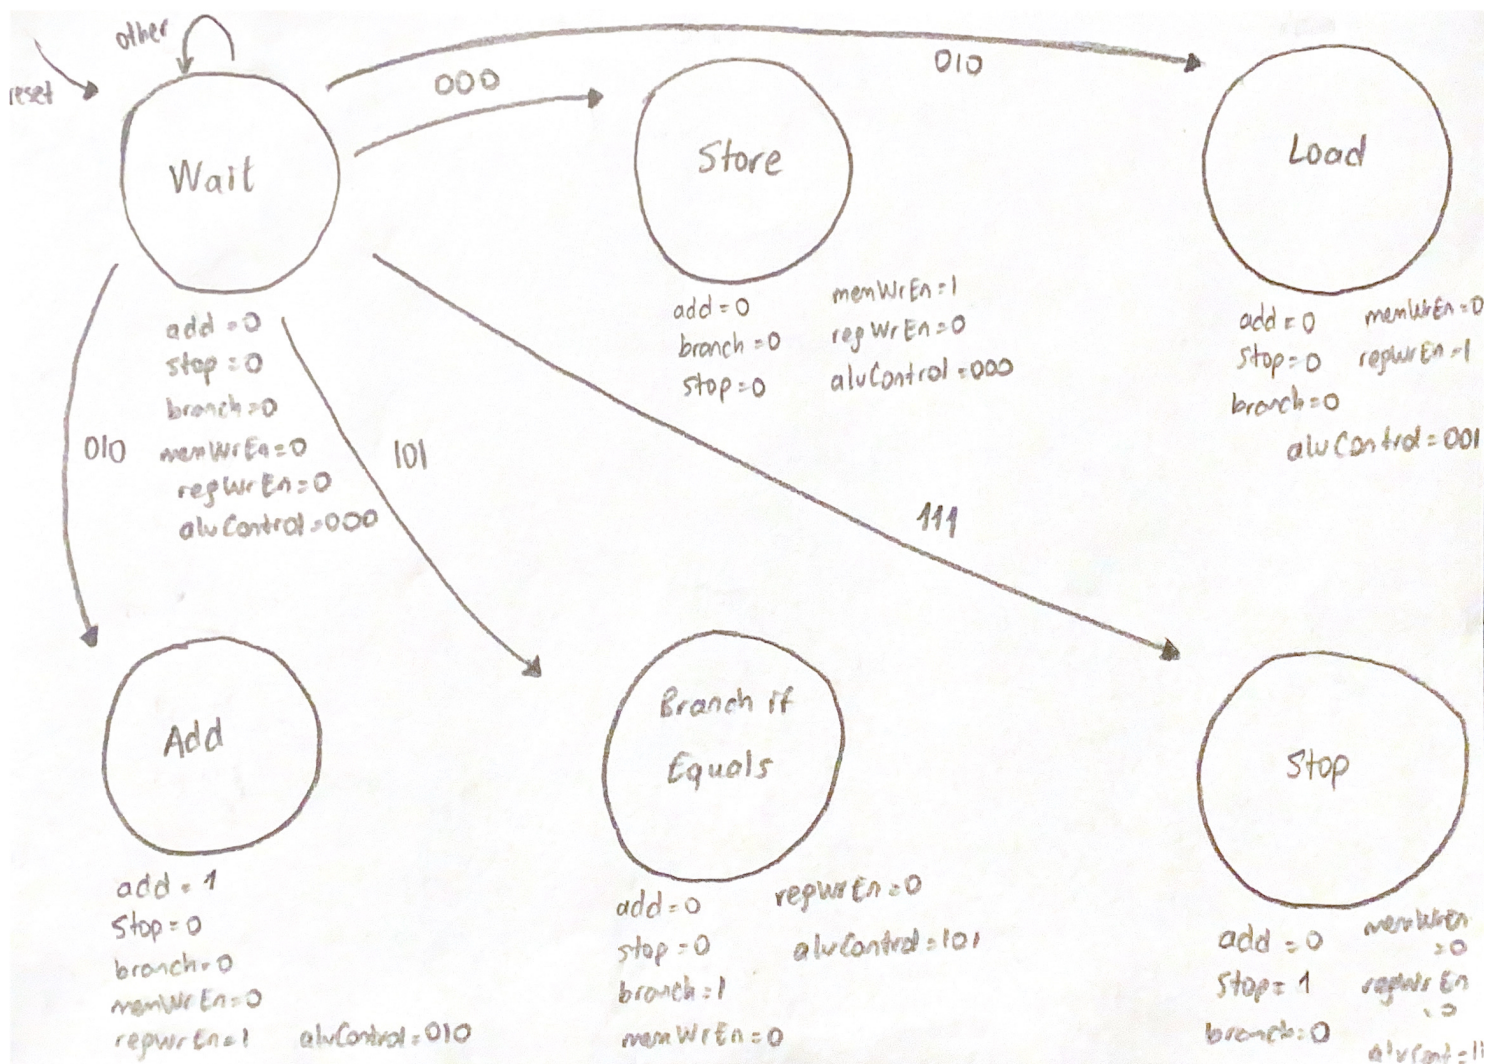 other
reset
000
010
Wait
Store
Load
add = 0
stop = 0
branch = 0
memWrEn = 0
regWrEn = 0
aluControl = 000
add = 0
branch = 0
stop = 0
memWrEn = 1
regWrEn = 0
aluControl = 000
add = 0
stop = 0
branch = 0
memWrEn = 0
regWrEn = 1
aluControl = 001
010
101
111
Add
Branch if
Equals
Stop
add = 1
stop = 0
branch = 0
memWrEn = 0
regWrEn = 1
aluControl = 010
add = 0
stop = 0
branch = 1
memWrEn = 0
regWrEn = 0
aluControl = 101
add = 0
stop = 1
branch = 0
memWrEn
= 0
regWrEn
= 0